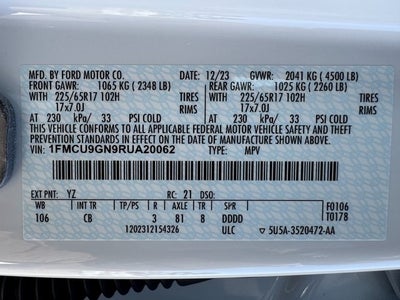 MFD. BY FORD MOTOR CO. 12/23 GVWR: 2041 KG ( 4500 LB)
FRONT GAWR: 1065 KG ( 2348 LB) REAR GAWR: 1025 KG ( 2260 LB)
WITH 225/65R17 102H TIRES WITH 225/65R17 102H TIRES
17x7.0J RIMS 17x7.0J RIMS
AT 230 kPa/ 33 PSI COLD AT 230 kPa/ 33 PSI COLD
THIS VEHICLE CONFORMS TO ALL APPLICABLE FEDERAL MOTOR VEHICLE SAFETY, BUMPER, AND THEFT
PREVENTION STANDARDS IN EFFECT ON THE DATE OF MANUFACTURE SHOWN ABOVE.
VIN: 1FMCU9GN9RUA20062 TYPE: MPV
EXT PNT: YZ RC: 21 DSO:
WB INT TR TP/PS R AXLE TR SPR F0106
106 CB 3 81 8 DDDD T0178
1202312154326 ULC 5USA-3520472-AA